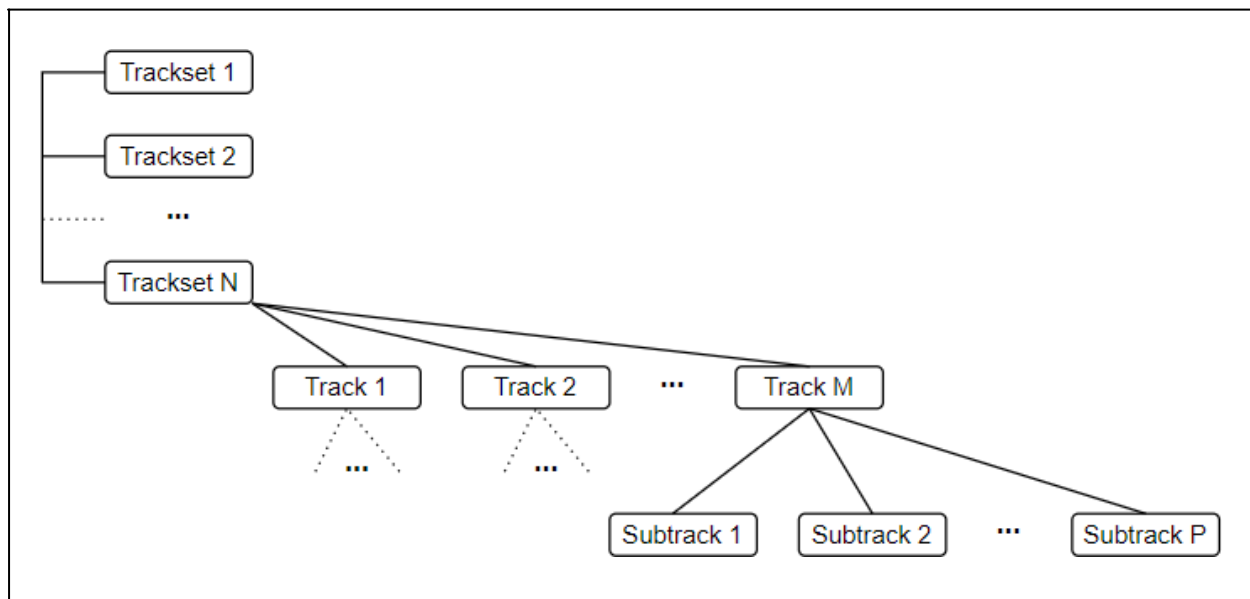 Trackset 1
Trackset 2
...
Trackset N
Track 1
Track 2
...
Track M
...
...
Subtrack 1
Subtrack 2
...
Subtrack P